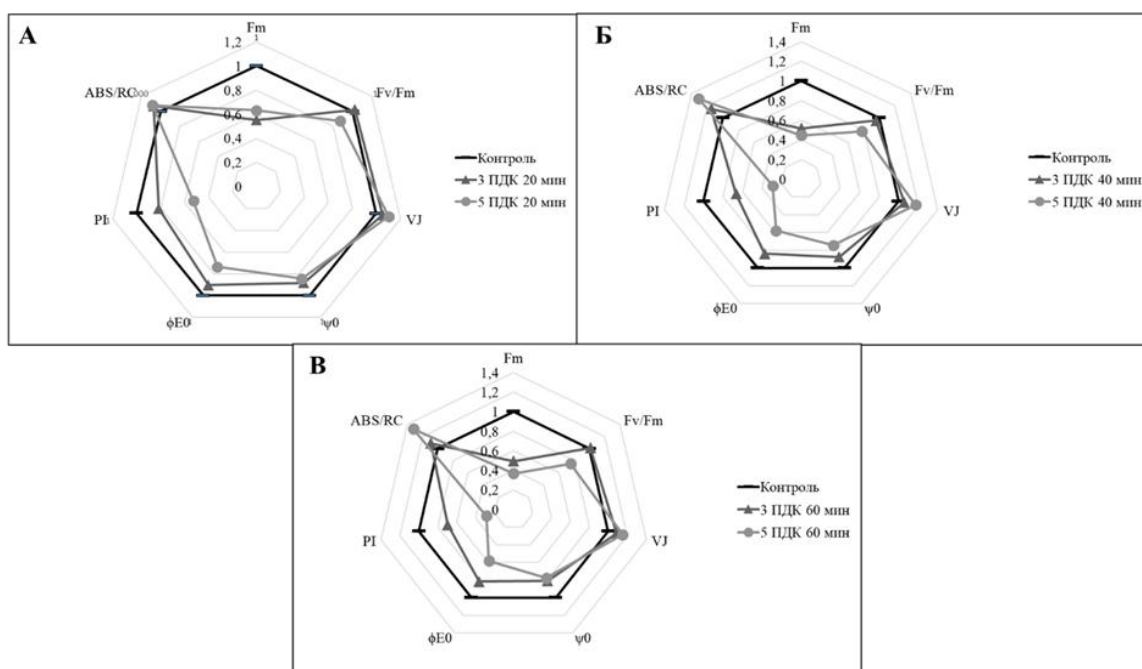 А
Fm
1
1,2
1
0,8
0,6
0,4
0,2
0
Fv/Fm
VJ
ψ0
ϕE0
PI
ABS/RC
Контроль
3 ПДК 20 мин
5 ПДК 20 мин
Б
Fm
1,4
1,2
1
0,8
0,6
0,4
0,2
0
Fv/Fm
VJ
ψ0
ϕE0
PI
ABS/RC
Контроль
3 ПДК 40 мин
5 ПДК 40 мин
В
Fm
1,4
1,2
1
0,8
0,6
0,4
0,2
0
Fv/Fm
VJ
ψ0
ϕE0
PI
ABS/RC
Контроль
3 ПДК 60 мин
5 ПДК 60 мин